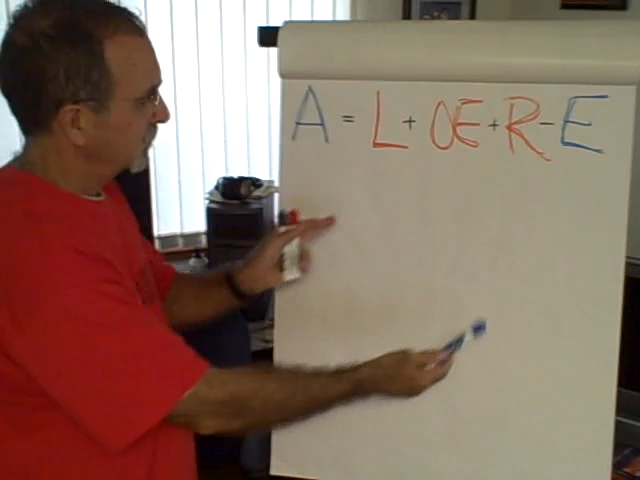 A = L + OE + R - E